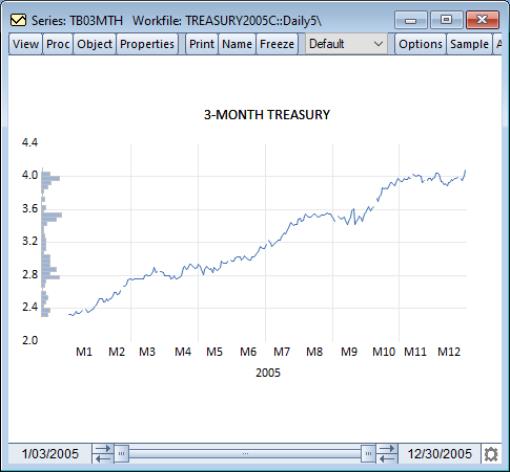 Series: TB03MTH Workfile: TREASURY2005C::Daily5\
View Proc Object Properties Print Name Freeze Default Options Sample
3-MONTH TREASURY
4.4
4.0
3.6
3.2
2.8
2.4
2.0
M1 M2 M3 M4 M5 M6 M7 M8 M9 M10 M11 M12
2005
1/03/2005 12/30/2005